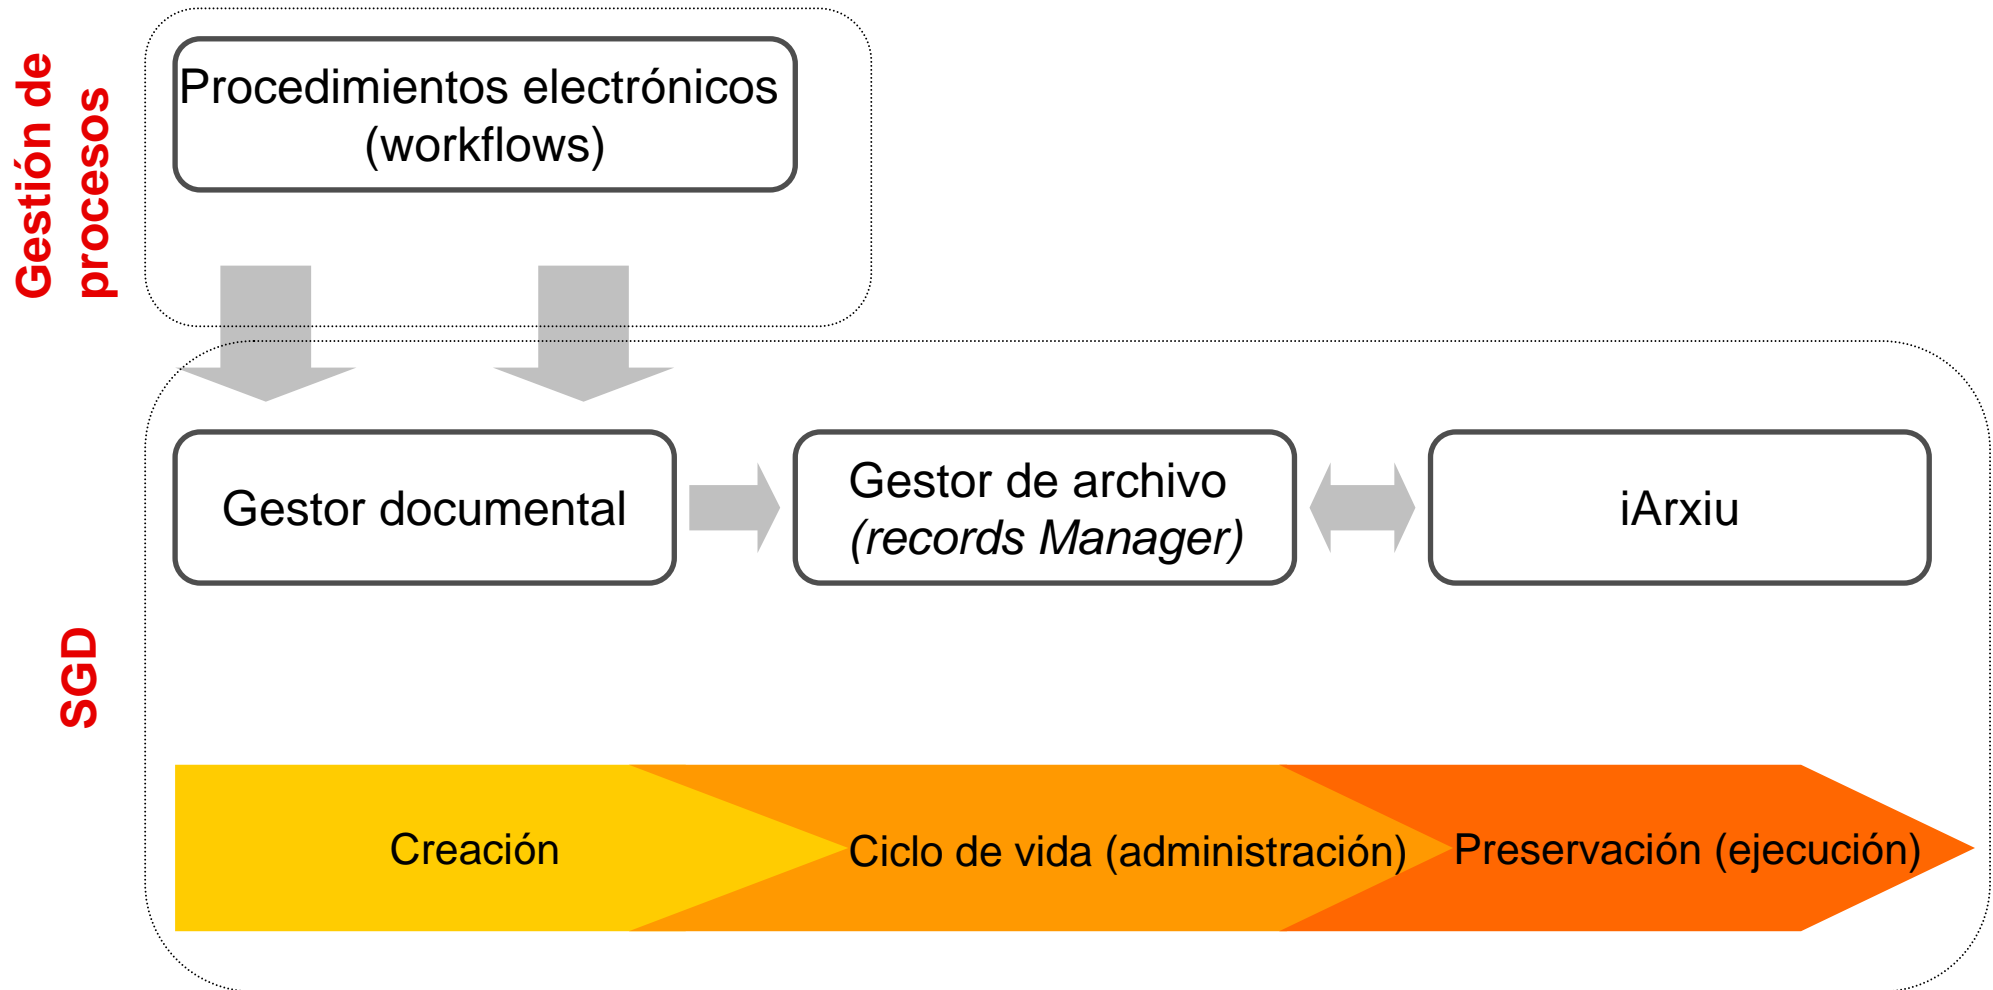 Gestión de
procesos
Procedimientos electrónicos
(workflows)
SGD
Gestor documental
Gestor de archivo
(records Manager)
iArxiu
Creación
Ciclo de vida (administración)
Preservación (ejecución)